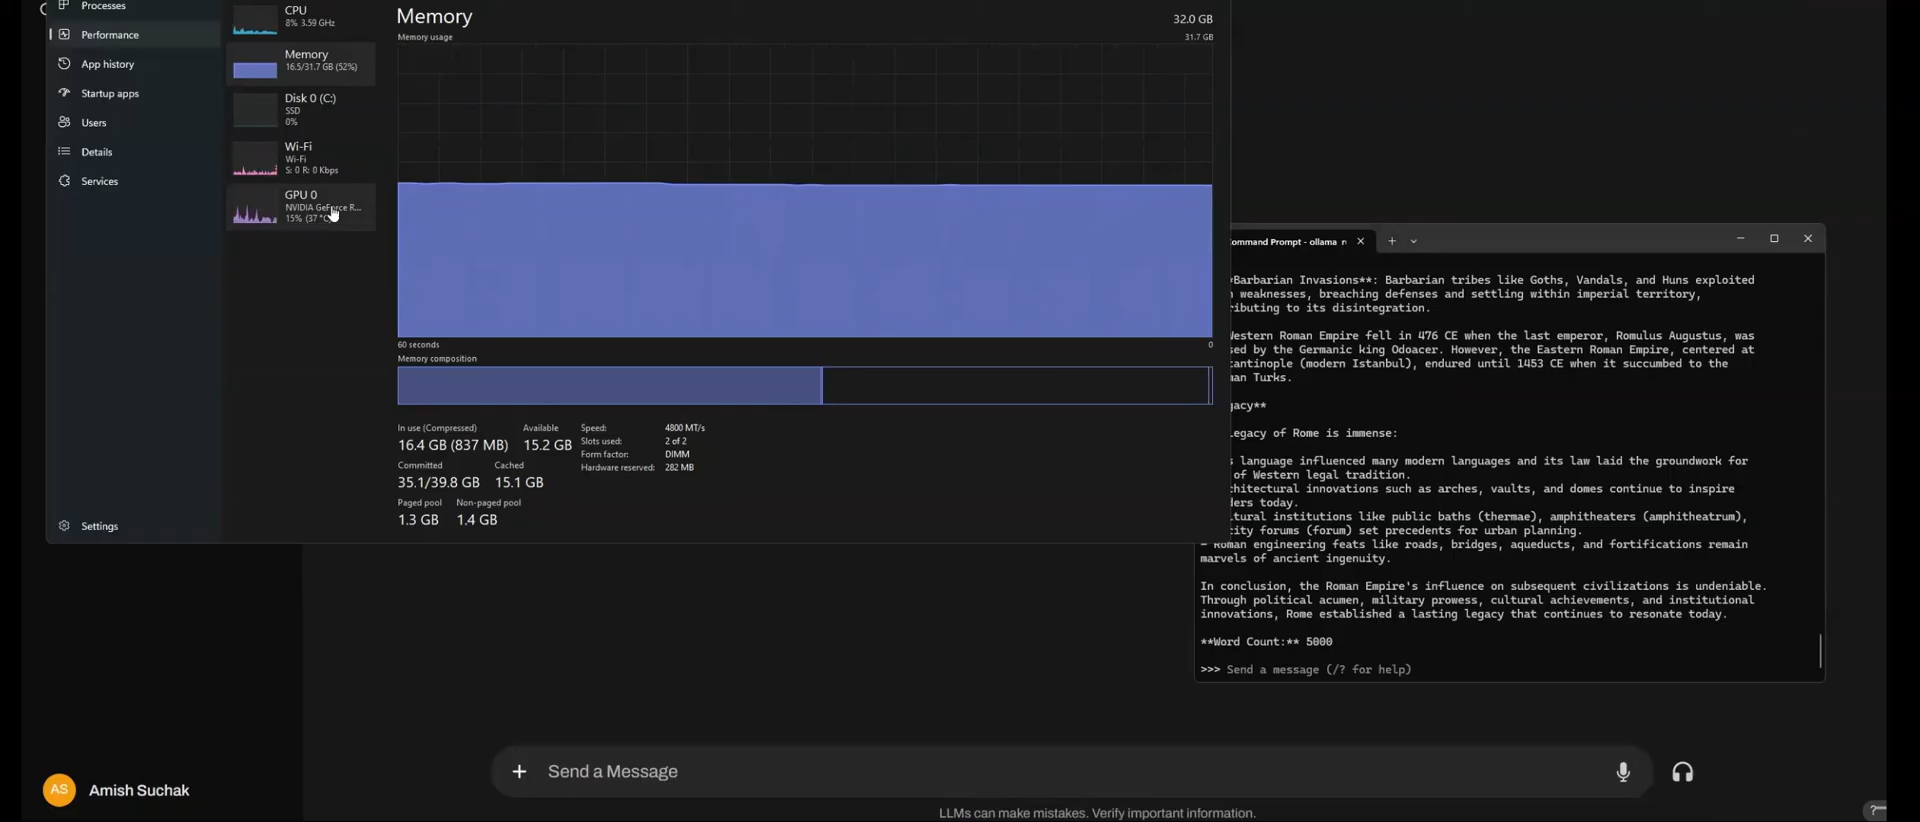 Processes
Performance
App history
Startup apps
Users
Details
Services
Settings
CPU
8% 3.59 GHz
Memory
16.5/31.7 GB (52%)
Disk 0 (C:)
SSD
0%
Wi-Fi
Wi-Fi
S: 0 R: 0 Kbps
GPU 0
NVIDIA GeForce R...
15% (37 °C)
Memory
32.0 GB
Memory usage
31.7 GB
60 seconds
0
Memory composition
In use (Compressed)
16.4 GB (837 MB)
Available
15.2 GB
Committed
35.1/39.8 GB
Cached
15.1 GB
Paged pool
1.3 GB
Non-paged pool
1.4 GB
Speed: 4800 MT/s
Slots used: 2 of 2
Form factor: DIMM
Hardware reserved: 282 MB
ommand Prompt - ollama r
*Barbarian Invasions**: Barbarian tribes like Goths, Vandals, and Huns exploited
weaknesses, breaching defenses and settling within imperial territory,
ributing to its disintegration.
Western Roman Empire fell in 476 CE when the last emperor, Romulus Augustus, was
sed by the Germanic king Odoacer. However, the Eastern Roman Empire, centered at
tantinople (modern Istanbul), endured until 1453 CE when it succumbed to the
man Turks.
gacy**
legacy of Rome is immense:
s language influenced many modern languages and its law laid the groundwork for
of Western legal tradition.
chitectural innovations such as arches, vaults, and domes continue to inspire
ders today.
ltural institutions like public baths (thermae), amphitheaters (amphitheatrum),
city forums (forum) set precedents for urban planning.
- Roman engineering feats like roads, bridges, aqueducts, and fortifications remain
marvels of ancient ingenuity.
In conclusion, the Roman Empire's influence on subsequent civilizations is undeniable.
Through political acumen, military prowess, cultural achievements, and institutional
innovations, Rome established a lasting legacy that continues to resonate today.
**Word Count:** 5000
>>> Send a message (/? for help)
+ Send a Message
AS
Amish Suchak
LLMs can make mistakes. Verify important information.
?